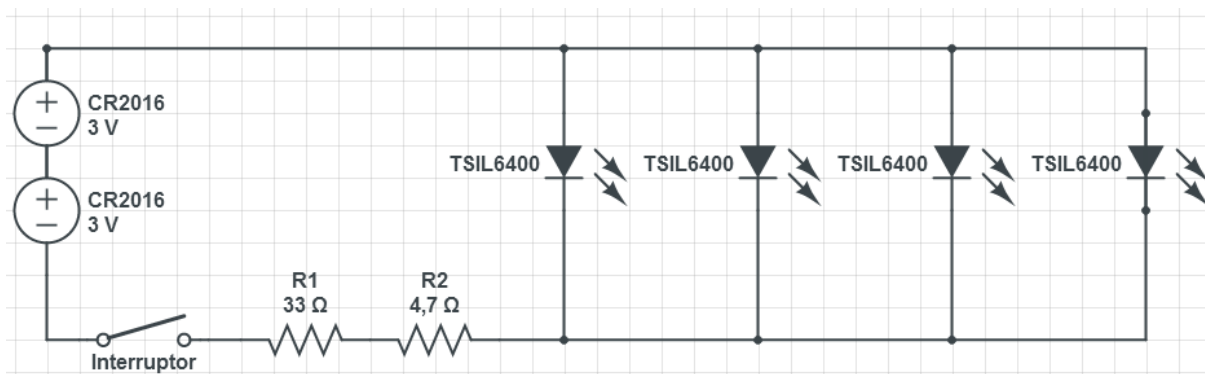 CR2016
3 V
CR2016
3 V
TSIL6400
TSIL6400
TSIL6400
TSIL6400
R1
33 Ω
R2
4,7 Ω
Interruptor